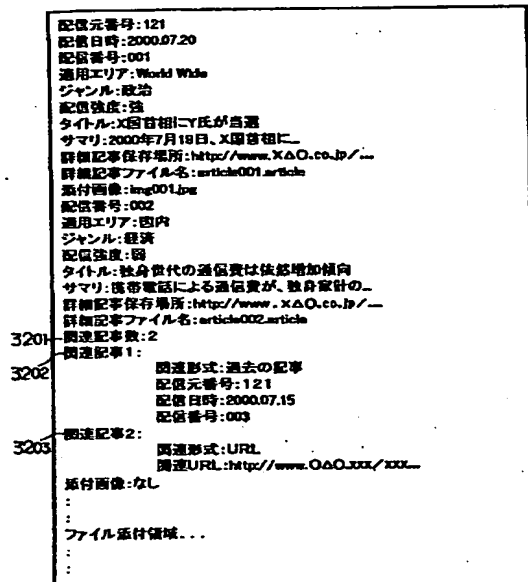 配信元番号:121
配信日時:2000.07.20
配信番号:001
適用エリア:World Wide
ジャンル:政治
配信強度:強
タイトル:X国首相にY氏が当選
サマリ:2000年7月19日、X国首相に...
詳細記事保存場所:http://www.X△O.co.jp/...
詳細記事ファイル名:article001.article
添付画像:img001.jpg
配信番号:002
適用エリア:国内
ジャンル:経済
配信強度:弱
タイトル:独身世代の通信費は依然増加傾向
サマリ:携帯電話による通信費が、独身家計の...
詳細記事保存場所:http://www.X△O.co.jp/...
詳細記事ファイル名:article002.article
3201 関連記事数:2
3202 関連記事1:
関連形式:過去の記事
配信元番号:121
配信日時:2000.07.15
配信番号:003
3203 関連記事2:
関連形式:URL
関連URL:http://www.O△O.xxx/xxx...
添付画像:なし
:
:
ファイル添付領域...
:
: